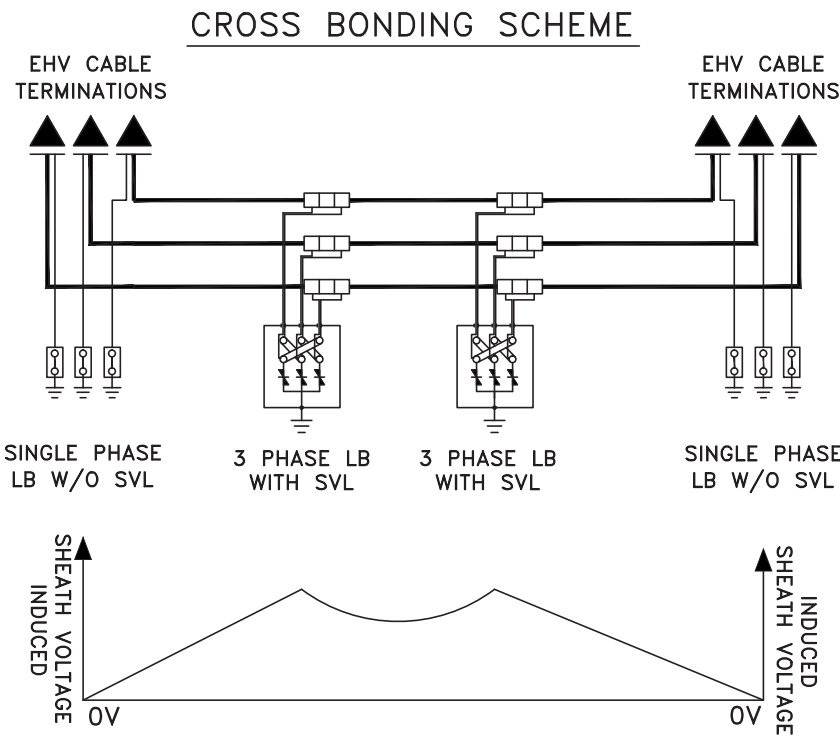 CROSS BONDING SCHEME
EHV CABLE
TERMINATIONS
EHV CABLE
TERMINATIONS
SINGLE PHASE
LB W/O SVL
3 PHASE LB
WITH SVL
3 PHASE LB
WITH SVL
SINGLE PHASE
LB W/O SVL
INDUCED
SHEATH VOLTAGE
0V
INDUCED
SHEATH VOLTAGE
0V